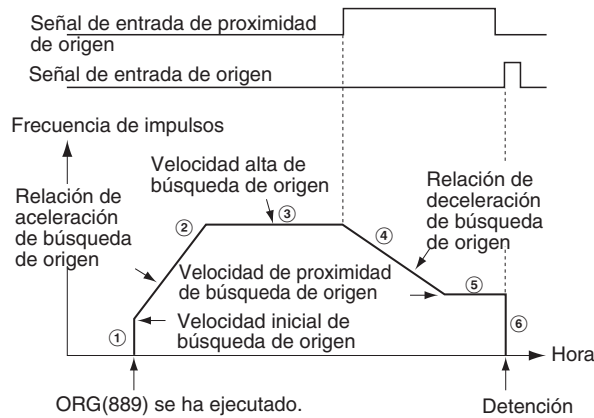 Señal de entrada de proximidad
de origen
Señal de entrada de origen
Frecuencia de impulsos
Velocidad alta de
búsqueda de origen
Relación de
aceleración
de búsqueda
de origen
Relación de
deceleración
de búsqueda
de origen
②
③
④
Velocidad de proximidad
de búsqueda de origen
⑤
①
Velocidad inicial de
búsqueda de origen
⑥
Hora
ORG(889) se ha ejecutado.
Detención